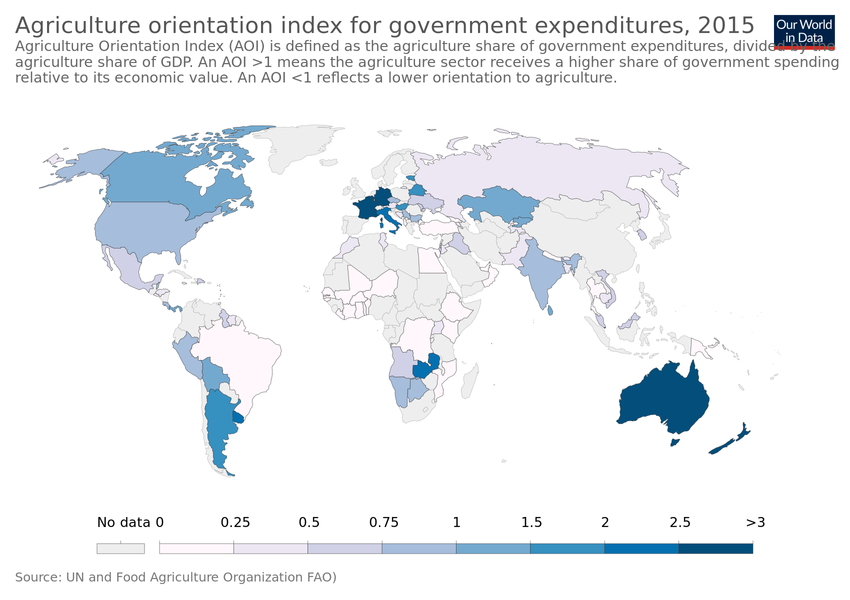 Agriculture orientation index for government expenditures, 2015
Our World
in Data
Agriculture Orientation Index (AOI) is defined as the agriculture share of government expenditures, divided by the
agriculture share of GDP. An AOI >1 means the agriculture sector receives a higher share of government spending
relative to its economic value. An AOI <1 reflects a lower orientation to agriculture.
No data 0 0.25 0.5 0.75 1 1.5 2 2.5 >3
Source: UN and Food Agriculture Organization FAO)